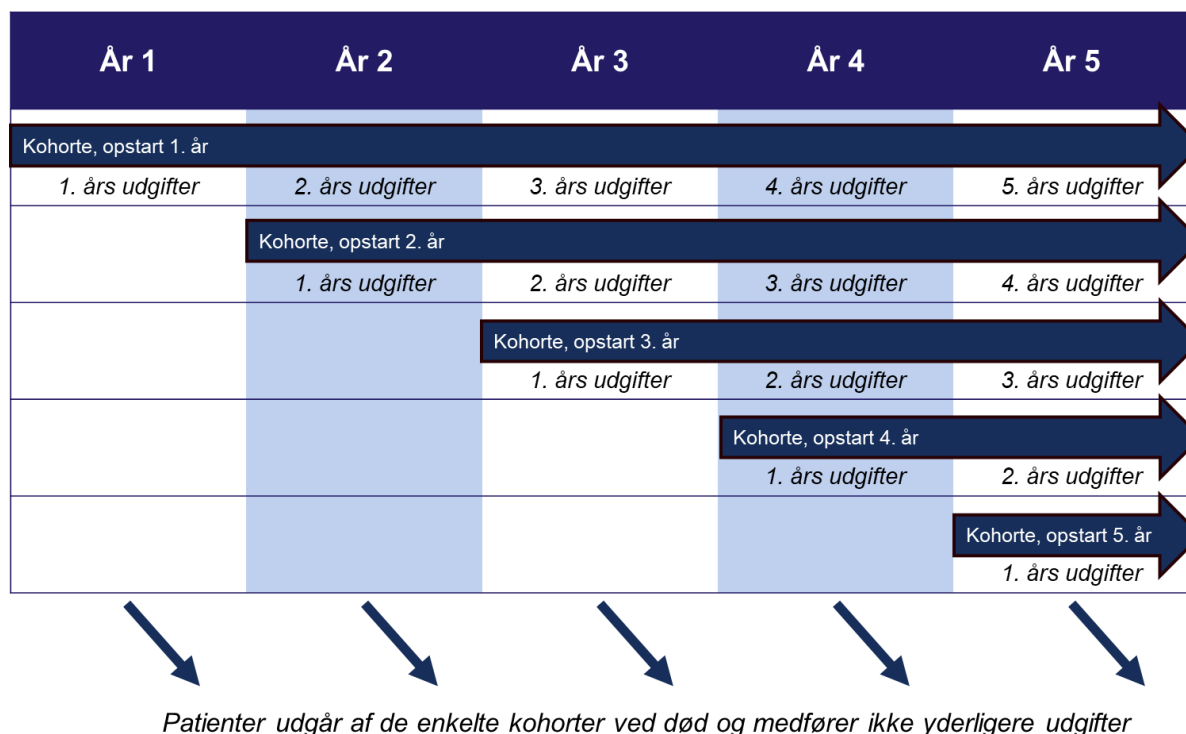 År 1
År 2
År 3
År 4
År 5
Kohorte, opstart 1. år
1. års udgifter
2. års udgifter
3. års udgifter
4. års udgifter
5. års udgifter
Kohorte, opstart 2. år
1. års udgifter
2. års udgifter
3. års udgifter
4. års udgifter
Kohorte, opstart 3. år
1. års udgifter
2. års udgifter
3. års udgifter
Kohorte, opstart 4. år
1. års udgifter
2. års udgifter
Kohorte, opstart 5. år
1. års udgifter
Patienter udgår af de enkelte kohorter ved død og medfører ikke yderligere udgifter